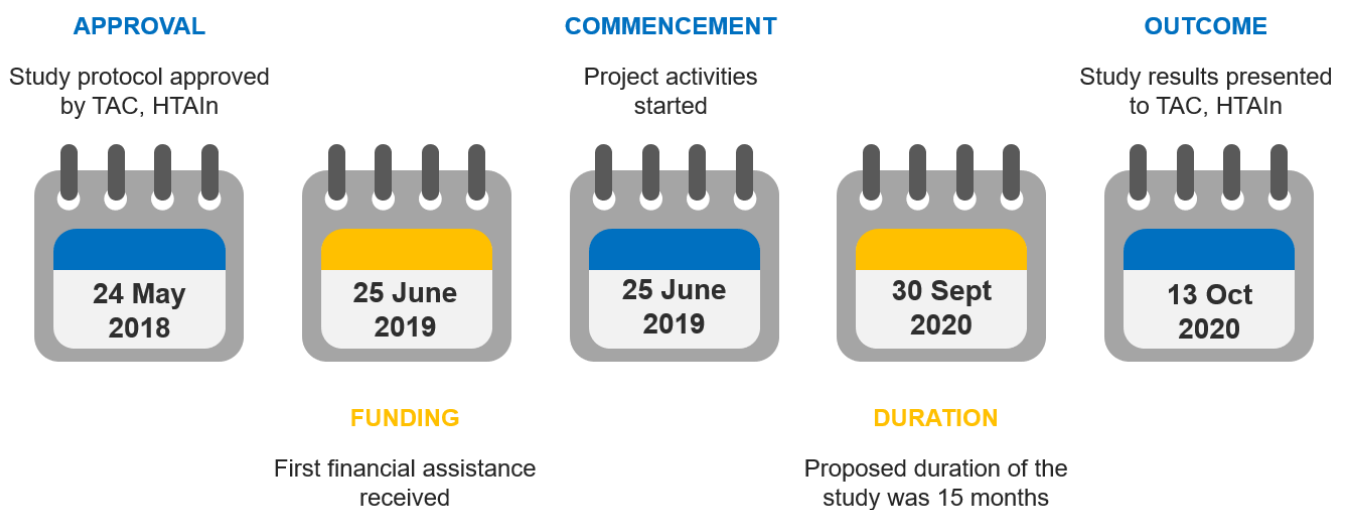 APPROVAL
Study protocol approved
by TAC, HTAIn
24 May
2018
FUNDING
First financial assistance
received
25 June
2019
COMMENCEMENT
Project activities
started
25 June
2019
DURATION
Proposed duration of the
study was 15 months
30 Sept
2020
OUTCOME
Study results presented
to TAC, HTAIn
13 Oct
2020